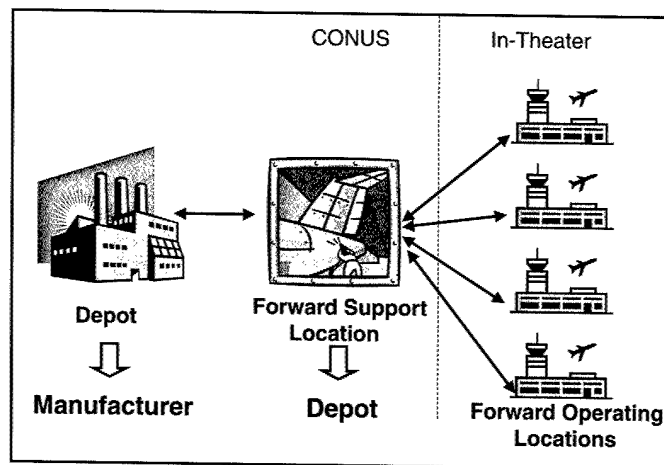 CONUS
In-Theater
Depot
Forward Support
Location
Manufacturer
Depot
Forward Operating
Locations